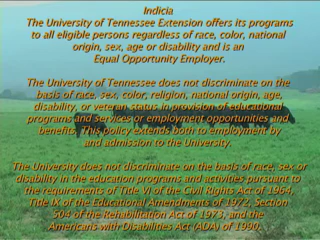 Indicia
The University of Tennessee Extension offers its programs
to all eligible persons regardless of race, color, national
origin, sex, age or disability and is an
Equal Opportunity Employer.
The University of Tennessee does not discriminate on the
basis of race, sex, color, religion, national origin, age,
disability, or veteran status in provision of educational
programs and services or employment opportunities and
benefits. This policy extends both to employment by
and admission to the University.
The University does not discriminate on the basis of race, sex or
disability in the education programs and activities pursuant to
the requirements of Title VI of the Civil Rights Act of 1964,
Title IX of the Educational Amendments of 1972, Section
504 of the Rehabilitation Act of 1973, and the
Americans with Disabilities Act (ADA) of 1990.